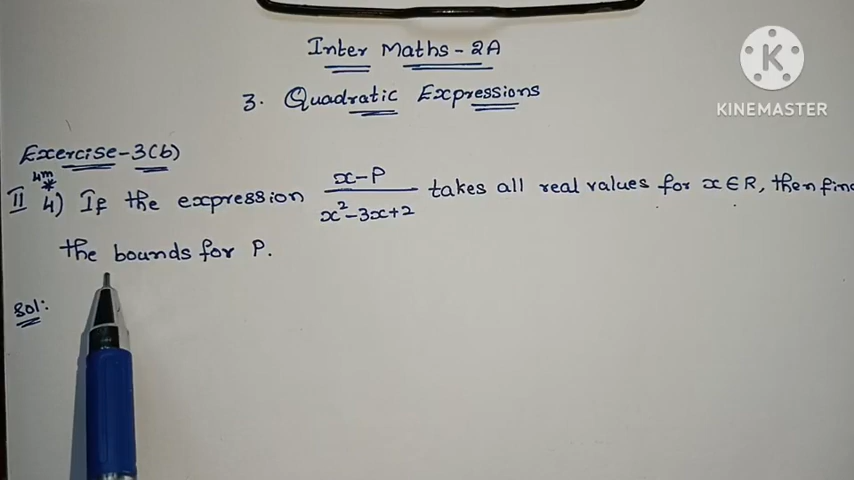 Inter Maths - 2A
KINEMASTER
3. Quadratic Expressions
Exercise-3(b)
4m
II * 4) If the expression x-P / x²-3x+2 takes all real values for x∈R, then find
the bounds for P.
Sol: